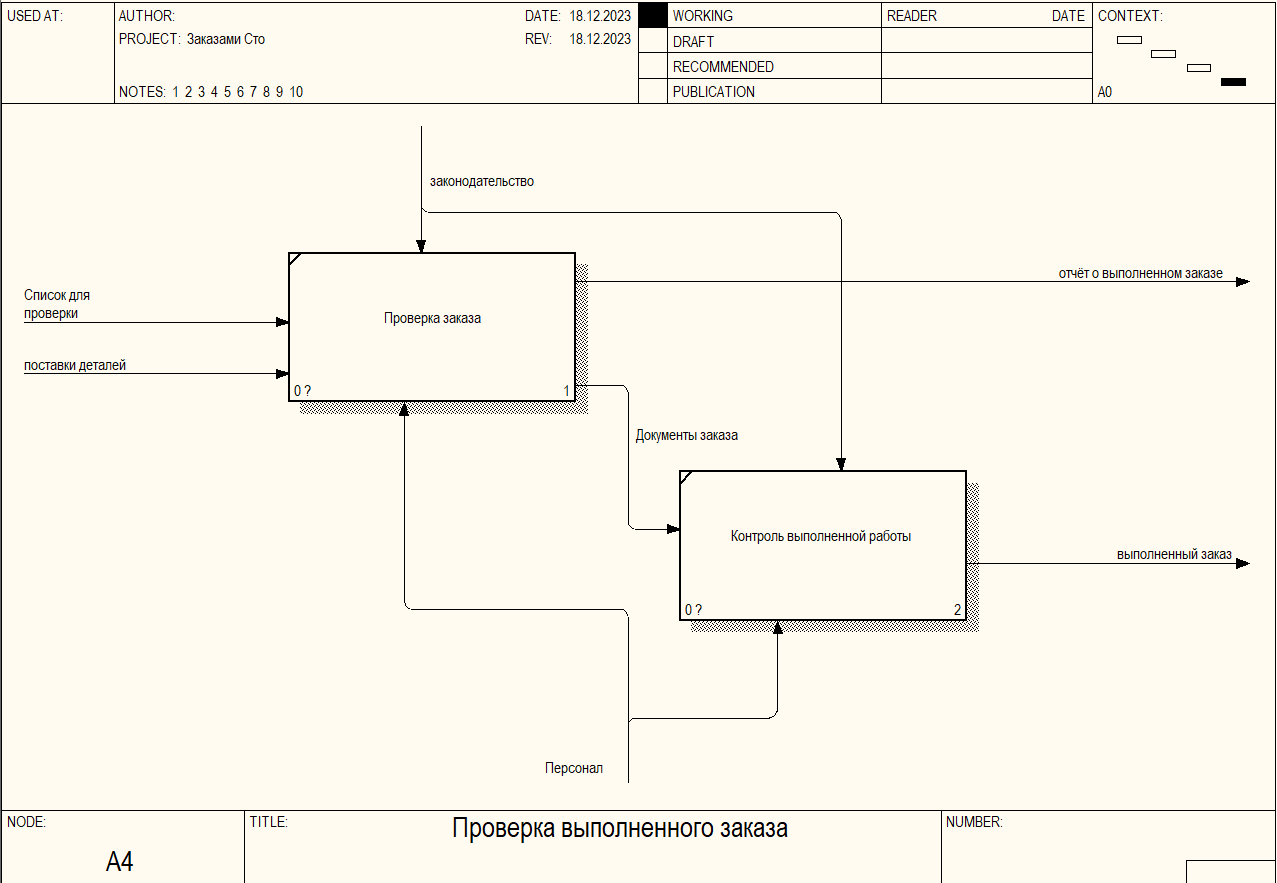 USED AT:
AUTHOR:
DATE: 18.12.2023
PROJECT: Заказами Сто
REV: 18.12.2023
NOTES: 1 2 3 4 5 6 7 8 9 10
WORKING
DRAFT
RECOMMENDED
PUBLICATION
READER
DATE
CONTEXT:
A0
законодательство
отчёт о выполненном заказе
Список для
проверки
Проверка заказа
поставки деталей
0 ?
1
Документы заказа
Контроль выполненной работы
выполненный заказ
0 ?
2
Персонал
NODE:
A4
TITLE:
Проверка выполненного заказа
NUMBER: